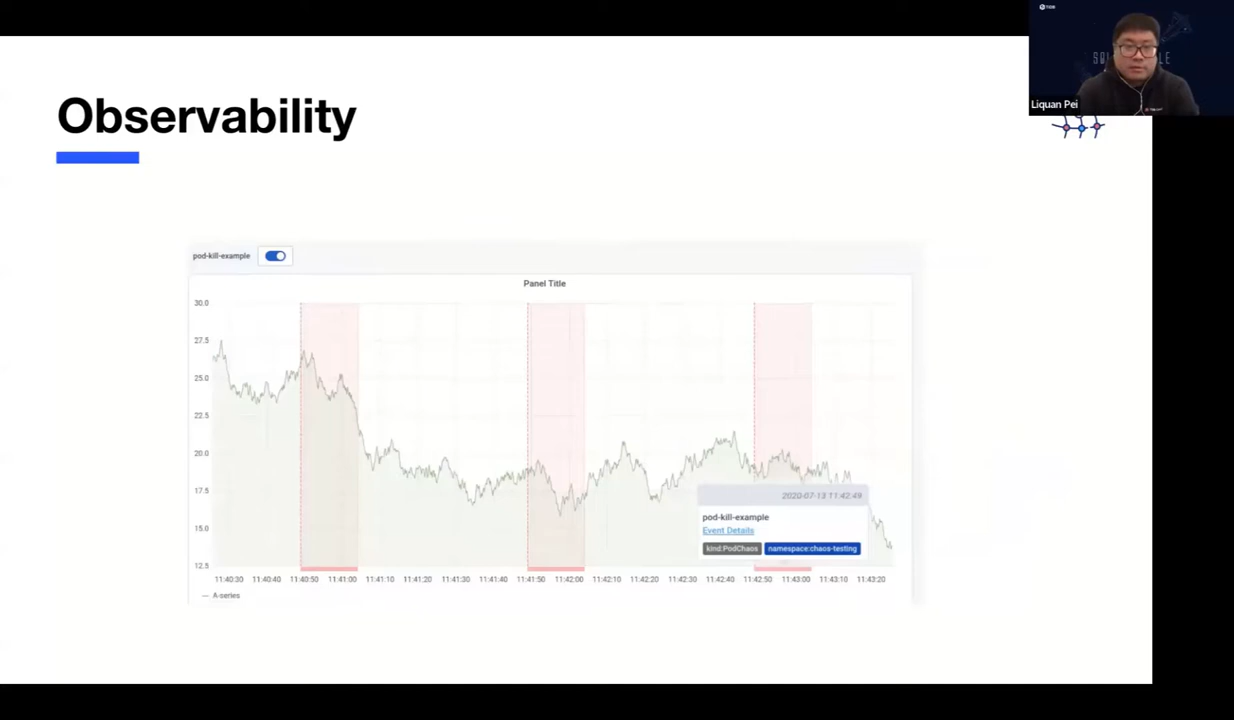 TiDB
Liquan Pei
Observability
pod-kill-example
Panel Title
30.0
27.5
25.0
22.5
20.0
17.5
15.0
12.5
2020-07-13 11:42:49
pod-kill-example
Event Details
kind:PodChaos namespace:chaos-testing
11:40:30 11:40:40 11:40:50 11:41:00 11:41:10 11:41:20 11:41:30 11:41:40 11:41:50 11:42:00 11:42:10 11:42:20 11:42:30 11:42:40 11:42:50 11:43:00 11:43:10 11:43:20
A-series